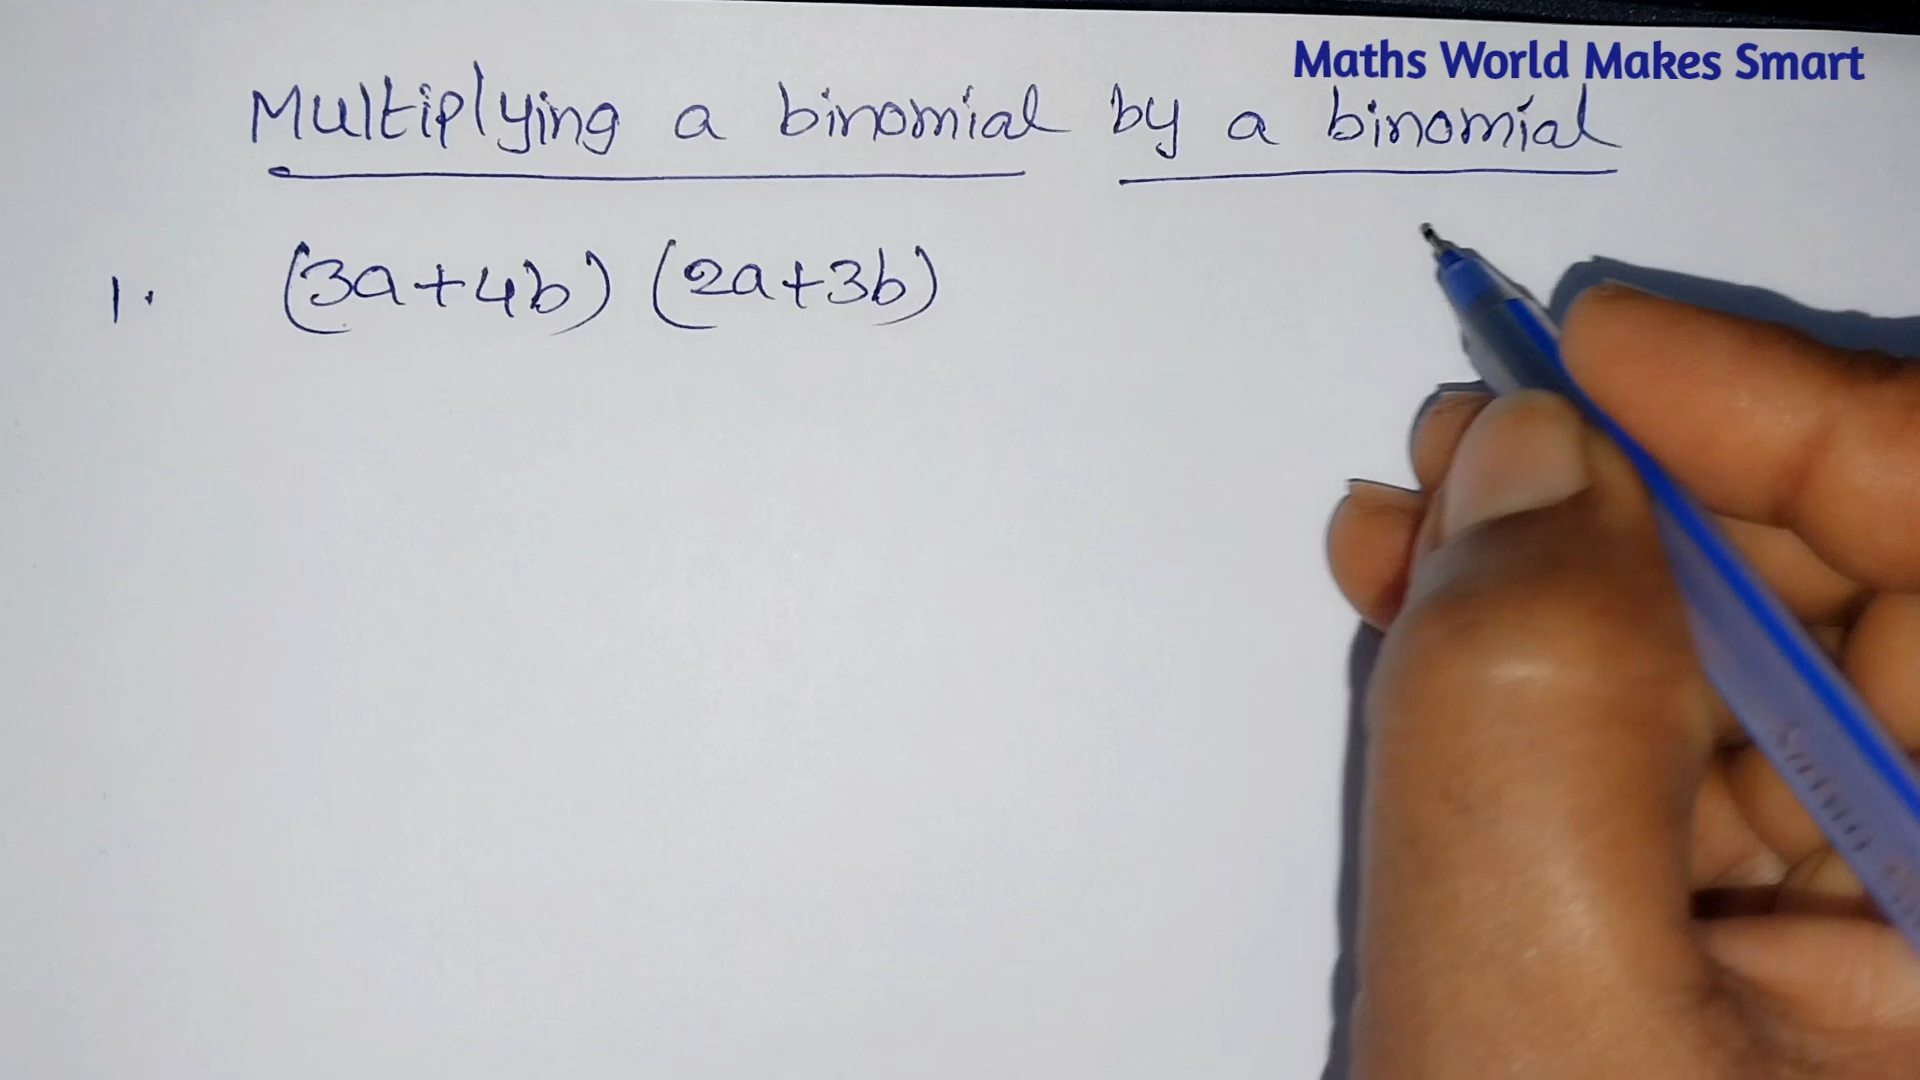 Maths World Makes Smart
Multiplying a binomial by a binomial
1. (3a+4b) (2a+3b)